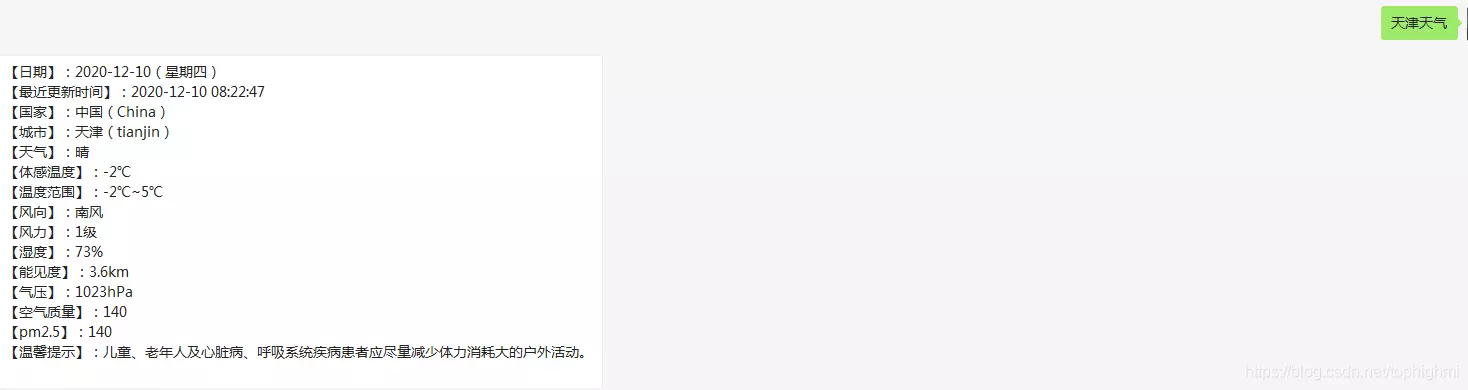 天津天气
【日期】：2020-12-10（星期四）
【最近更新时间】：2020-12-10 08:22:47
【国家】：中国（China）
【城市】：天津（tianjin）
【天气】：晴
【体感温度】：-2℃
【温度范围】：-2℃~5℃
【风向】：南风
【风力】：1级
【湿度】：73%
【能见度】：3.6km
【气压】：1023hPa
【空气质量】：140
【pm2.5】：140
【温馨提示】：儿童、老年人及心脏病、呼吸系统疾病患者应尽量减少体力消耗大的户外活动。
https://blog.csdn.net/tophighmi